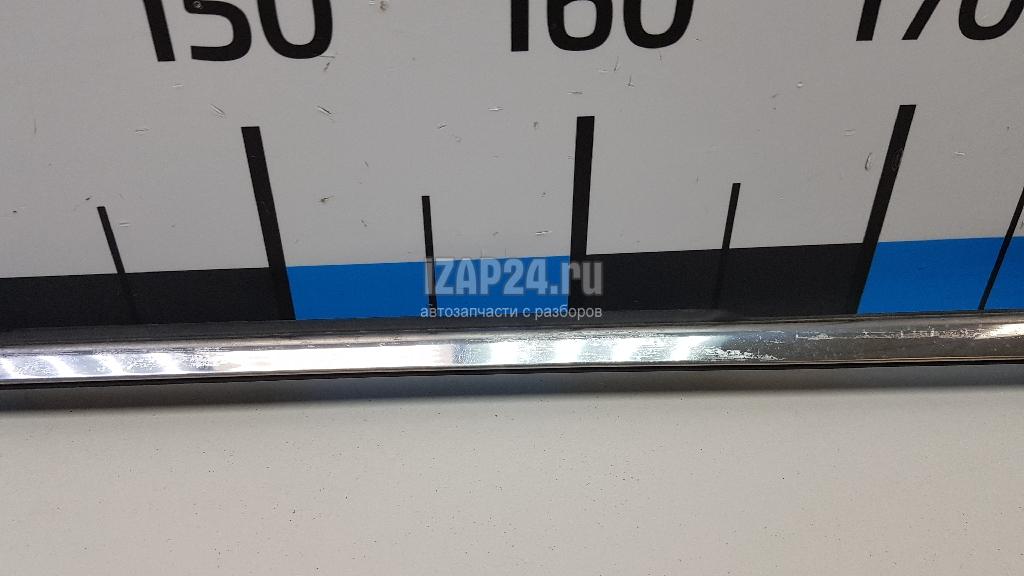 150 160 170
IZAP24.ru
автозапчасти с разборов